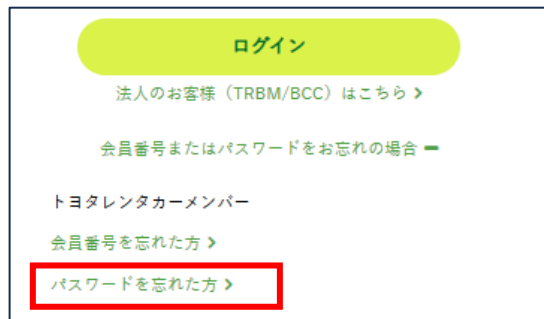 ログイン
法人のお客様（TRBM/BCC）はこちら >
会員番号またはパスワードをお忘れの場合 ー
トヨタレンタカーメンバー
会員番号を忘れた方 >
パスワードを忘れた方 >